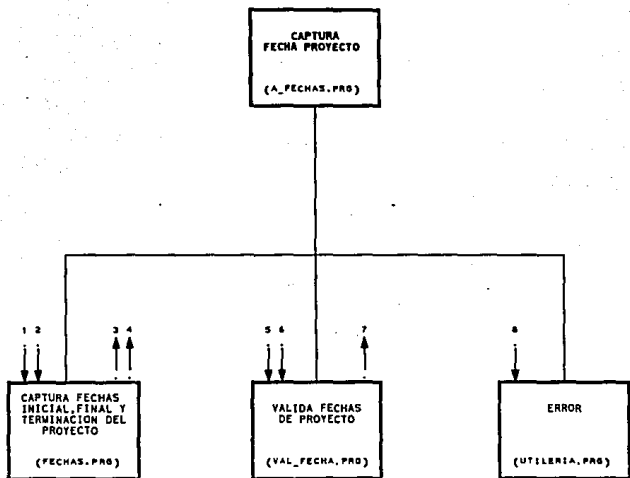 CAPTURA
FECHA PROYECTO
(A_FECHAS.PRG)
1 2 3 4 5 6 7 8
CAPTURA FECHAS
INICIAL,FINAL Y
TERMINACION DEL
PROYECTO
(FECHAS.PRG)
VALIDA FECHAS
DE PROYECTO
(VAL_FECHA,PRG)
ERROR
(UTILERIA,PRG)